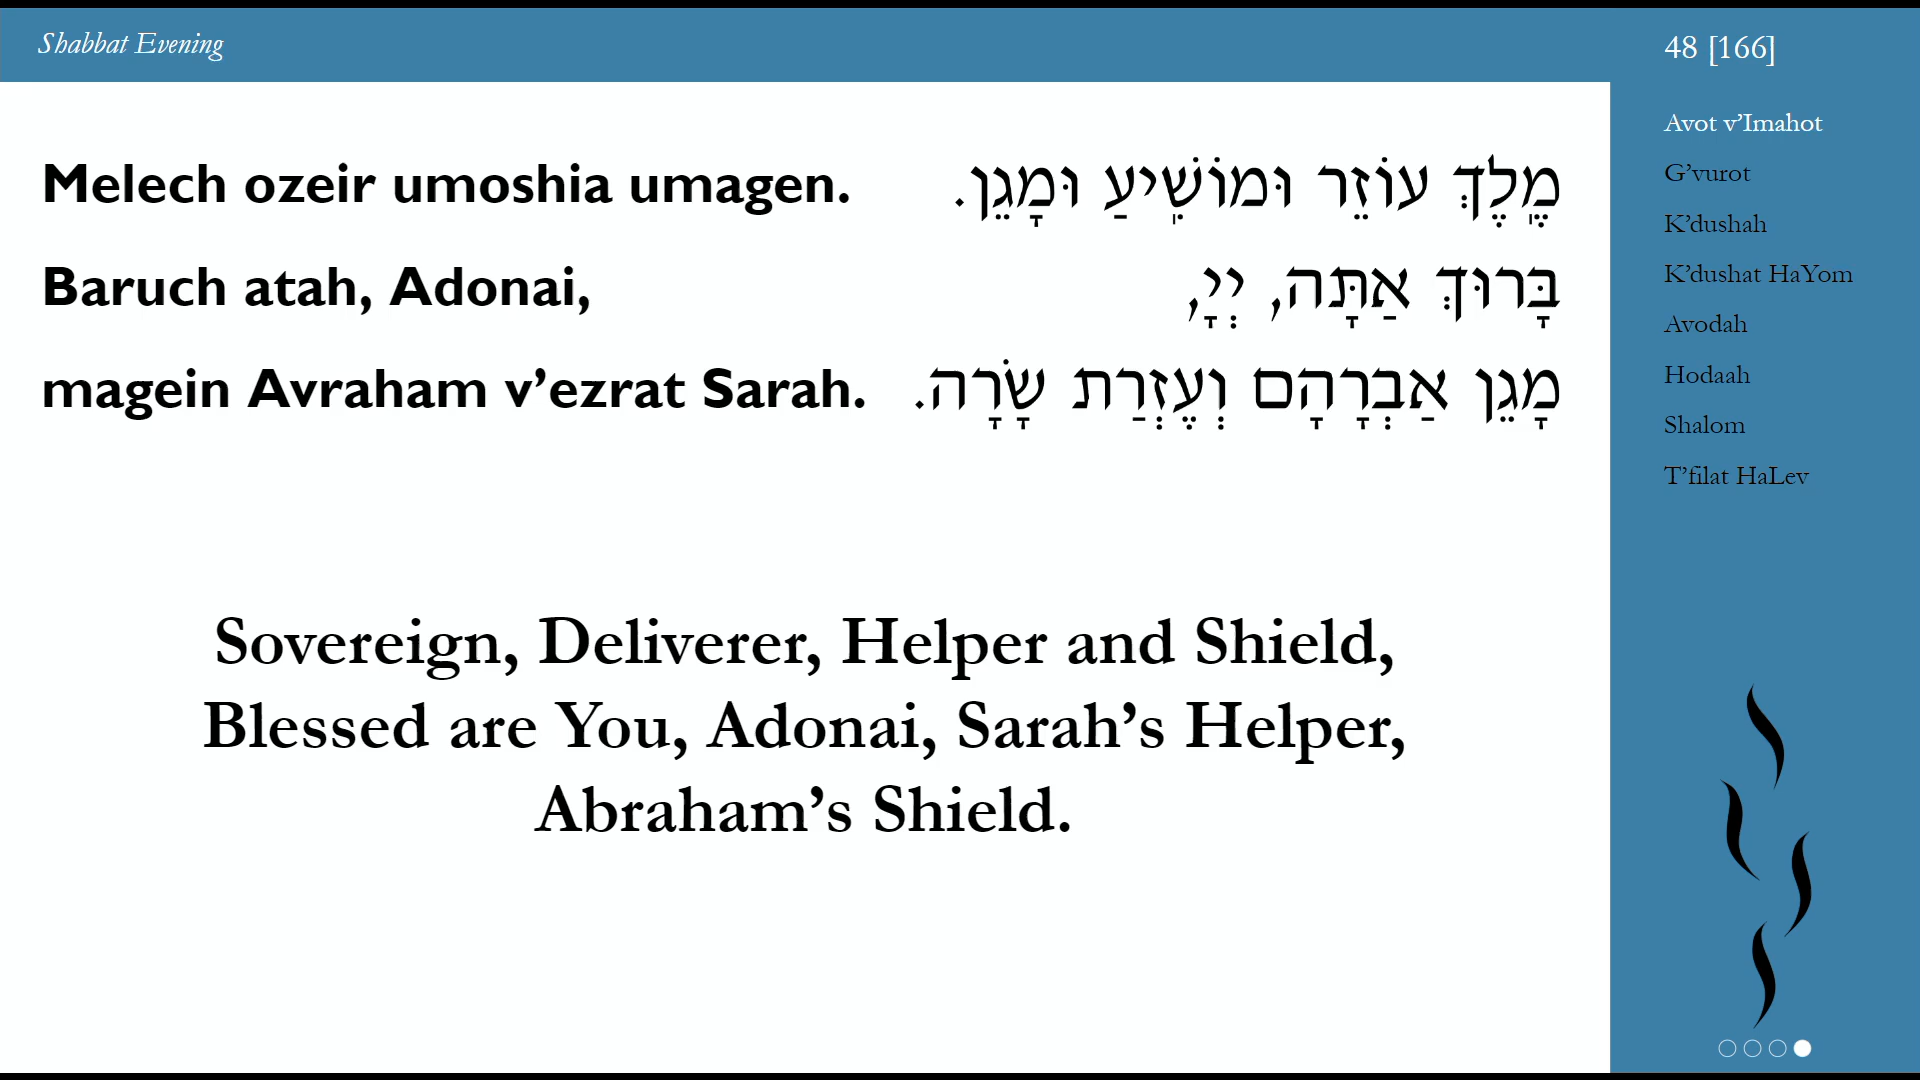 Shabbat Evening
48 [166]
Melech ozeir umoshia umagen.
מֶֽלֶךְ עוֹזֵר וּמוֹשִֽׁיעַ וּמָגֵן.
Baruch atah, Adonai,
בָּרוּךְ אַתָּה, יְיָ,
magein Avraham v’ezrat Sarah.
מָגֵן אַבְרָהָם וְעֶזְרַת שָׂרָה.
Sovereign, Deliverer, Helper and Shield,
Blessed are You, Adonai, Sarah’s Helper,
Abraham’s Shield.
Avot v’Imahot
G’vurot
K’dushah
K’dushat HaYom
Avodah
Hodaah
Shalom
T’filat HaLev